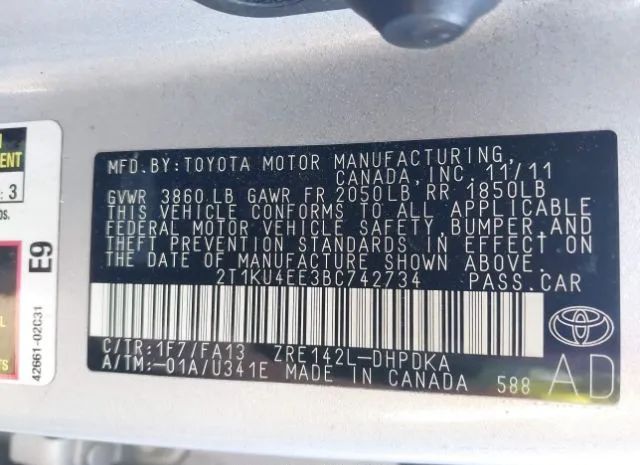 MFD.BY:TOYOTA MOTOR MANUFACTURING,
CANADA, INC. 11/11
GVWR 3860 LB GAWR FR 2050LB RR 1850LB
THIS VEHICLE CONFORMS TO ALL APPLICABLE
FEDERAL MOTOR VEHICLE SAFETY, BUMPER, AND
THEFT PREVENTION STANDARDS IN EFFECT ON
THE DATE OF MANUFACTURE SHOWN ABOVE.
2T1KU4EE3BC742734 PASS.CAR
C/TR:1F7/FA13 ZRE142L-DHPDKA
A/TM:-01A/U341E MADE IN CANADA 588
AD
E9
42661-02C31
: 3